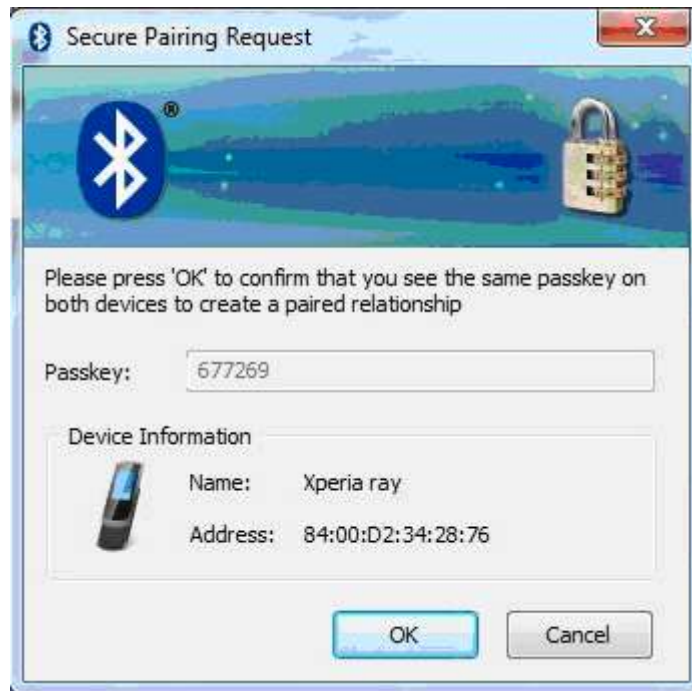 Secure Pairing Request
®
Please press 'OK' to confirm that you see the same passkey on
both devices to create a paired relationship
Passkey: 677269
Device Information
Name: Xperia ray
Address: 84:00:D2:34:28:76
OK Cancel